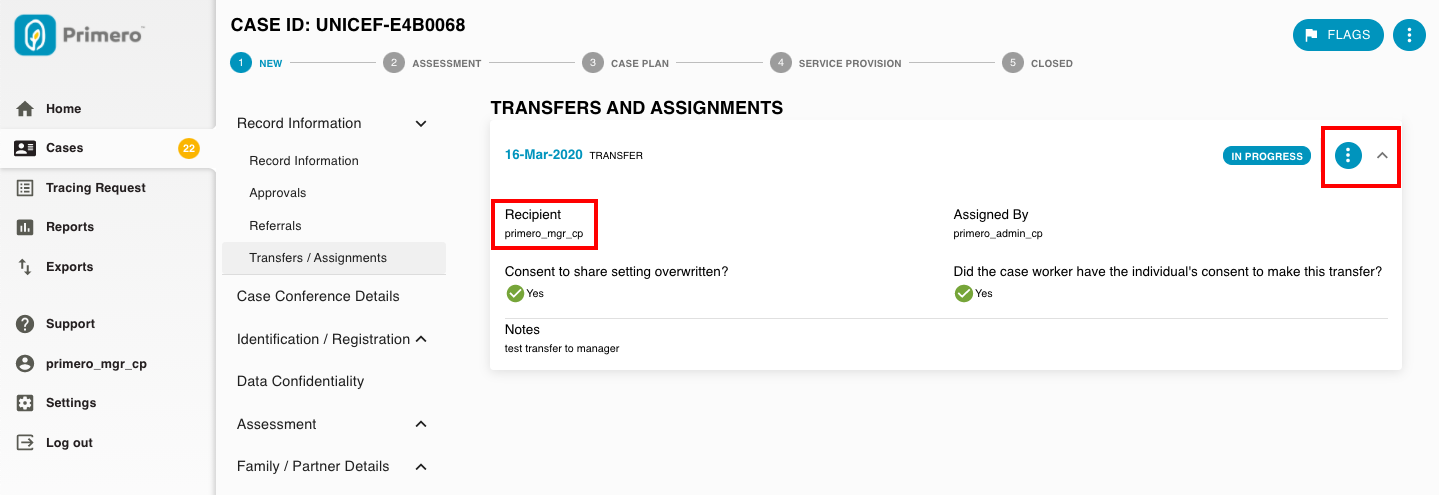 Primero™
Home
Cases
22
Tracing Request
Reports
Exports
Support
primero_mgr_cp
Settings
Log out
CASE ID: UNICEF-E4B0068
FLAGS
1 NEW
2 ASSESSMENT
3 CASE PLAN
4 SERVICE PROVISION
5 CLOSED
Record Information
Record Information
Approvals
Referrals
Transfers / Assignments
Case Conference Details
Identification / Registration
Data Confidentiality
Assessment
Family / Partner Details
TRANSFERS AND ASSIGNMENTS
16-Mar-2020 TRANSFER
IN PROGRESS
Recipient
primero_mgr_cp
Assigned By
primero_admin_cp
Consent to share setting overwritten?
Yes
Did the case worker have the individual's consent to make this transfer?
Yes
Notes
test transfer to manager